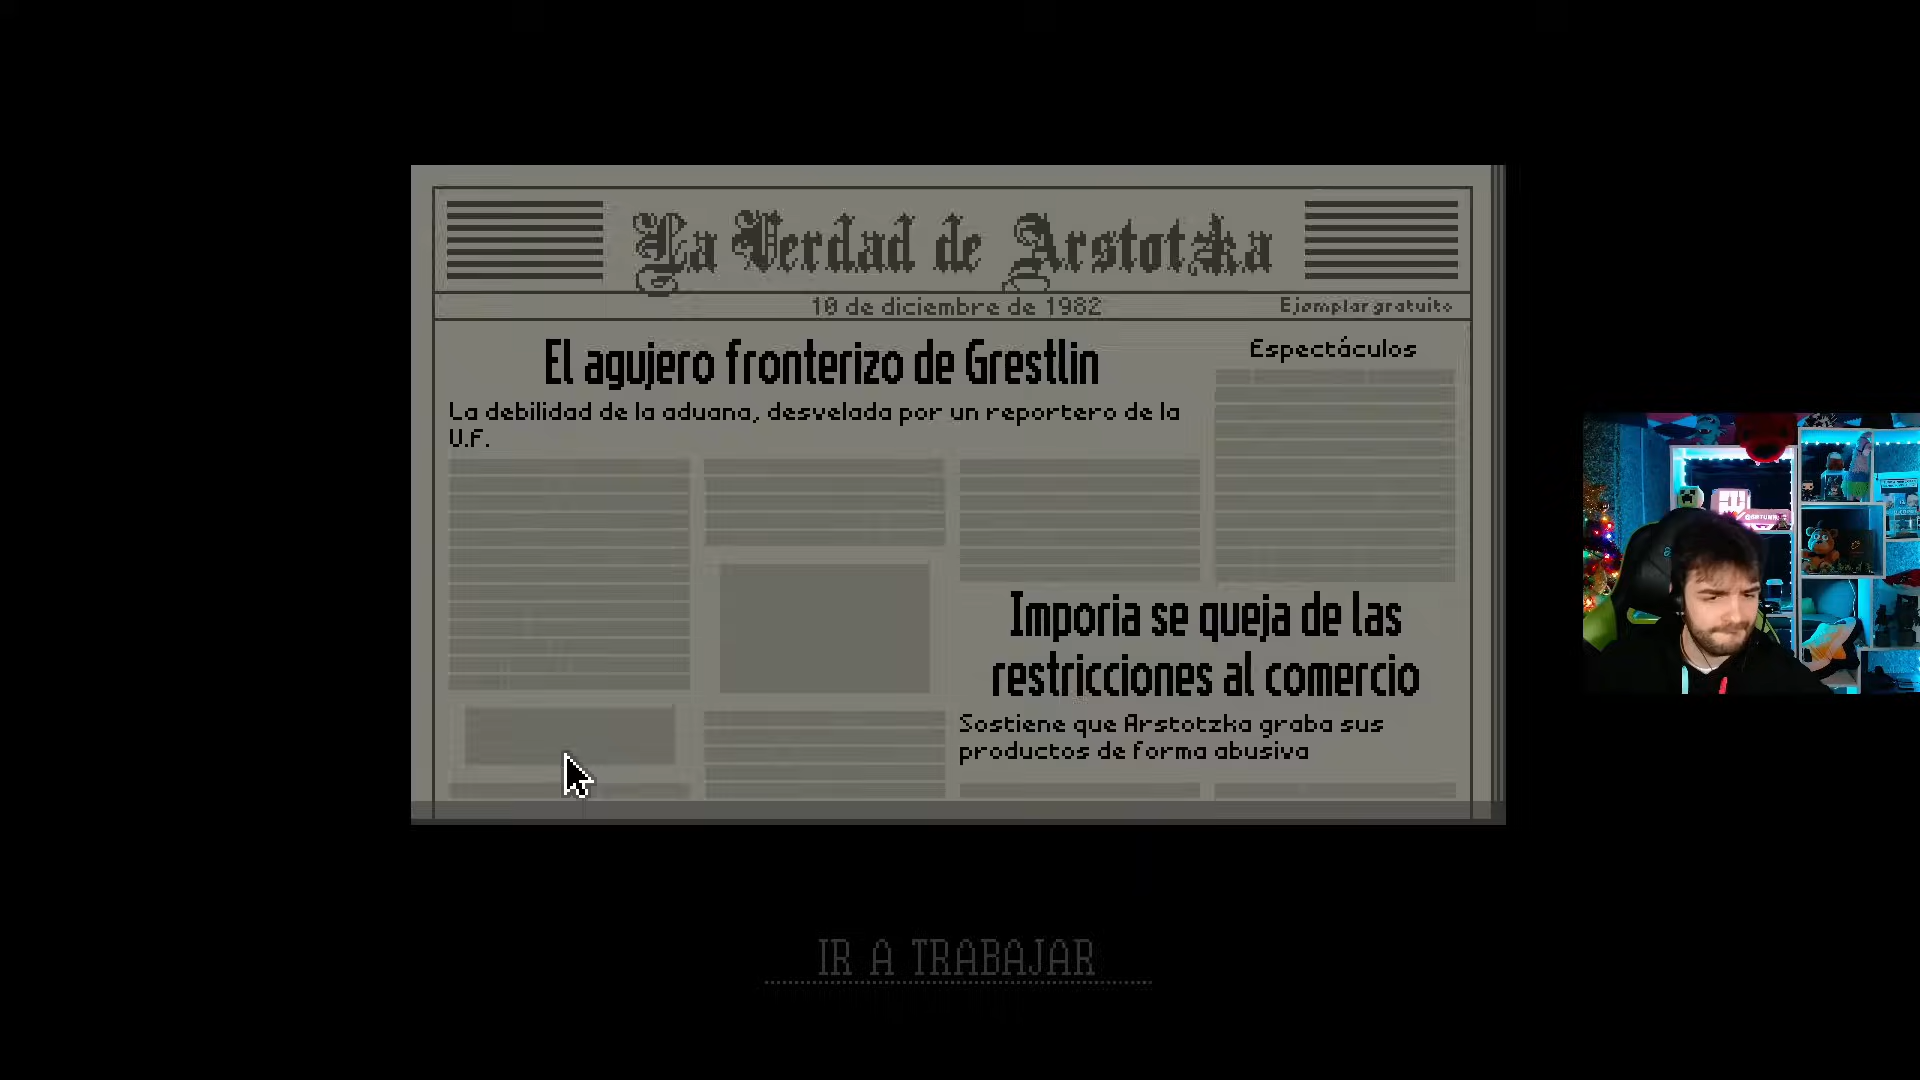 La Verdad de Arstotzka
10 de diciembre de 1982
Ejemplar gratuito
El agujero fronterizo de Grestlin
La debilidad de la aduana, desvelada por un reportero de la
U.F.
Espectáculos
Imporia se queja de las
restricciones al comercio
Sostiene que Arstotzka graba sus
productos de forma abusiva
IR A TRABAJAR